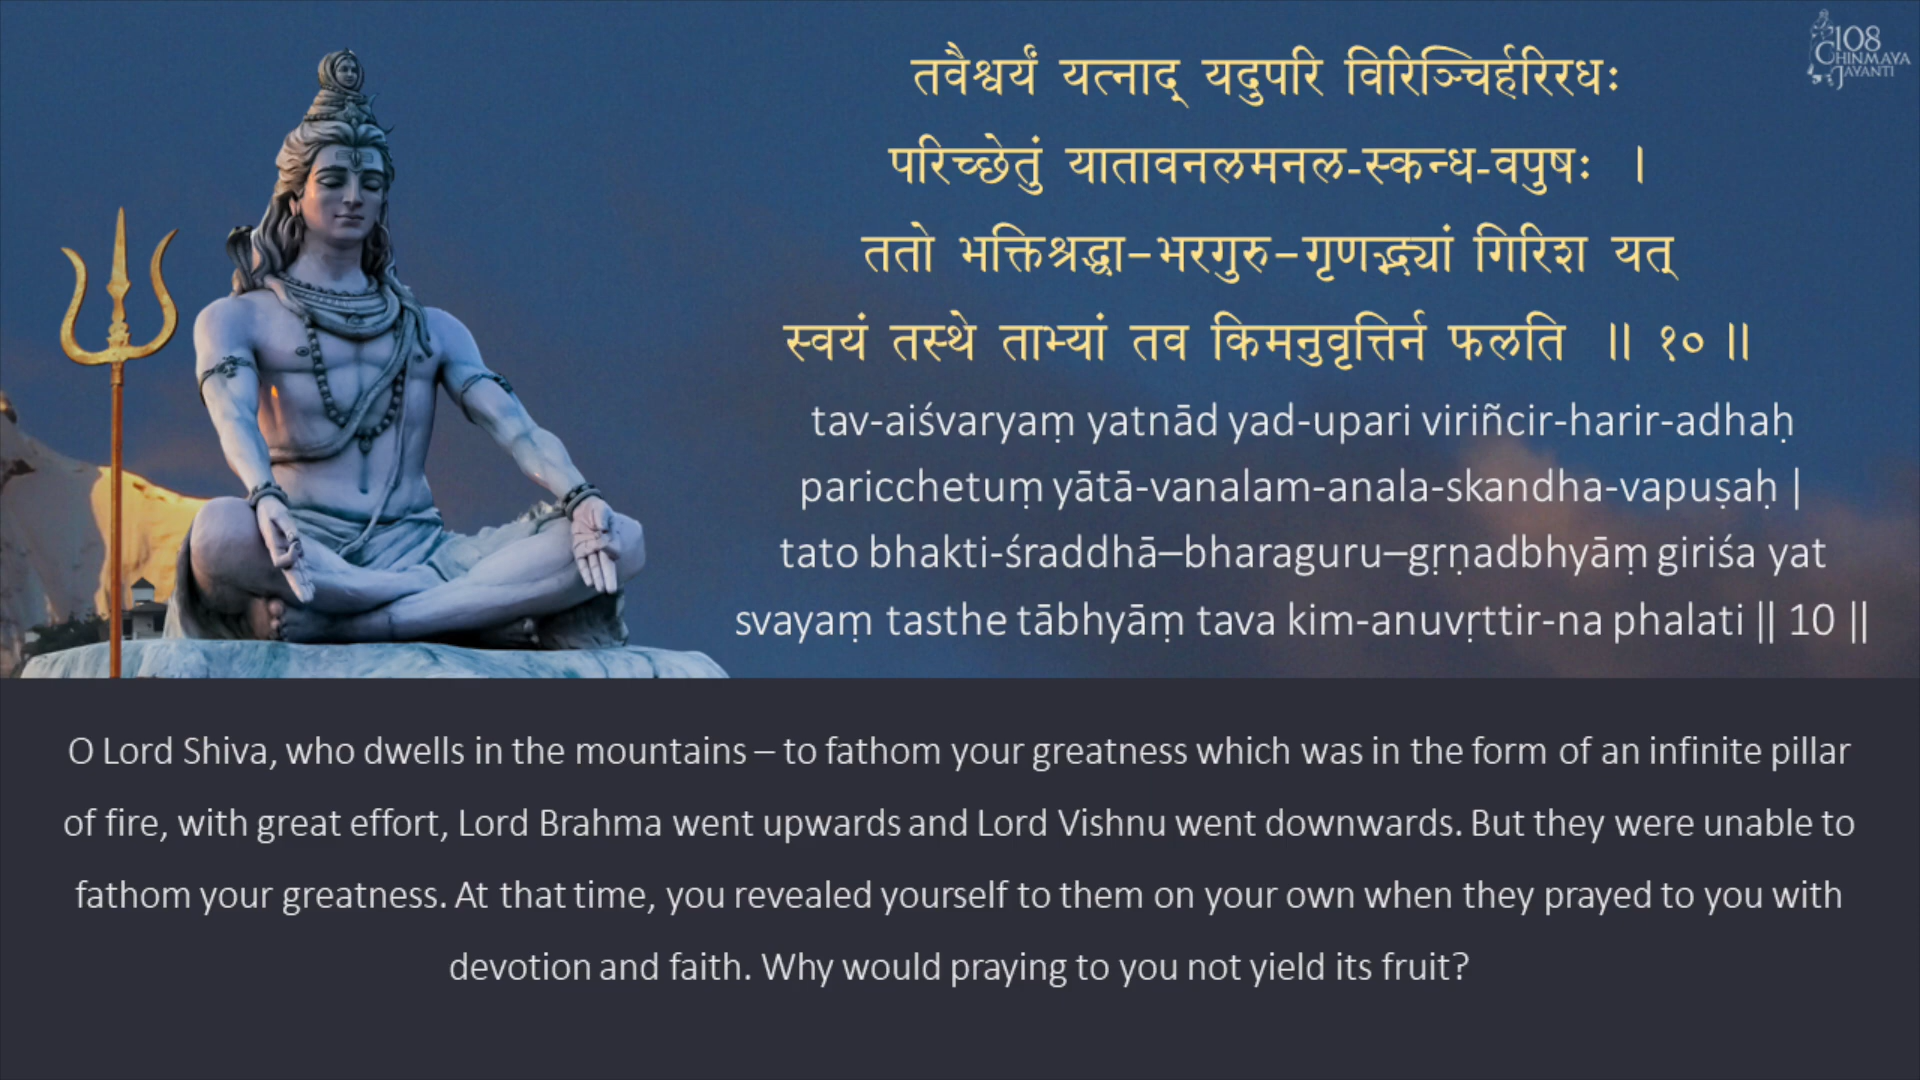 108
CHINMAYA
JAYANTI
तवैश्वर्यं यत्नाद् यदुपरि विरिञ्चिर्हरिरधः
परिच्छेतुं यातावनलमनल-स्कन्ध-वपुषः ।
ततो भक्तिश्रद्धा–भरगुरु–गृणद्भ्यां गिरिश यत्
स्वयं तस्थे ताभ्यां तव किमनुवृत्तिर्न फलति ॥ १० ॥
tav-aiśvaryaṃ yatnād yad-upari viriñcir-harir-adhaḥ
paricchetuṃ yātā-vanalam-anala-skandha-vapuṣaḥ |
tato bhakti-śraddhā–bharaguru–gṛṇadbhyāṃ giriśa yat
svayaṃ tasthe tābhyāṃ tava kim-anuvṛttir-na phalati || 10 ||
O Lord Shiva, who dwells in the mountains – to fathom your greatness which was in the form of an infinite pillar
of fire, with great effort, Lord Brahma went upwards and Lord Vishnu went downwards. But they were unable to
fathom your greatness. At that time, you revealed yourself to them on your own when they prayed to you with
devotion and faith. Why would praying to you not yield its fruit?